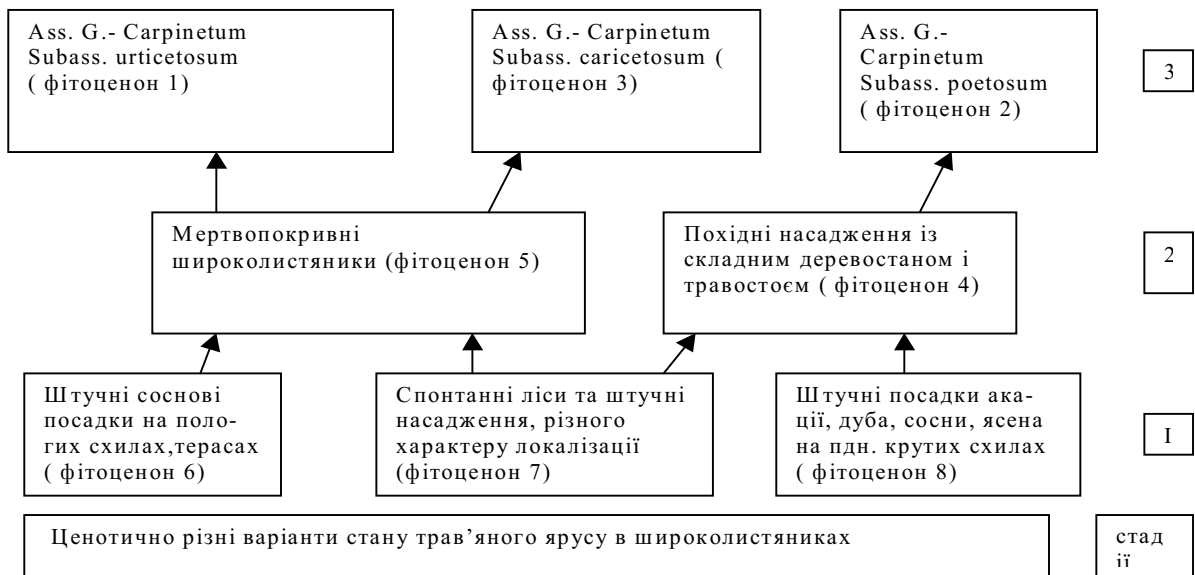 Ass. G.- Carpinetum
Subass. urticetosum
( фітоценон 1)
Ass. G.- Carpinetum
Subass. caricetosum (
фітоценон 3)
Ass. G.-
Carpinetum
Subass. poetosum
( фітоценон 2)
3
Мертвопокривні
широколистяники (фітоценон 5)
Похідні насадження із
складним деревостаном і
травостоєм ( фітоценон 4)
2
Штучні соснові
посадки на поло-
гих схилах,терасах
( фітоценон 6)
Спонтанні ліси та штучні
насадження, різного
характеру локалізації
(фітоценон 7)
Штучні посадки ака-
ції, дуба, сосни, ясена
на пдн. крутих схилах
( фітоценон 8)
І
Ценотично різні варіанти стану трав’яного ярусу в широколистяниках
стад
ії